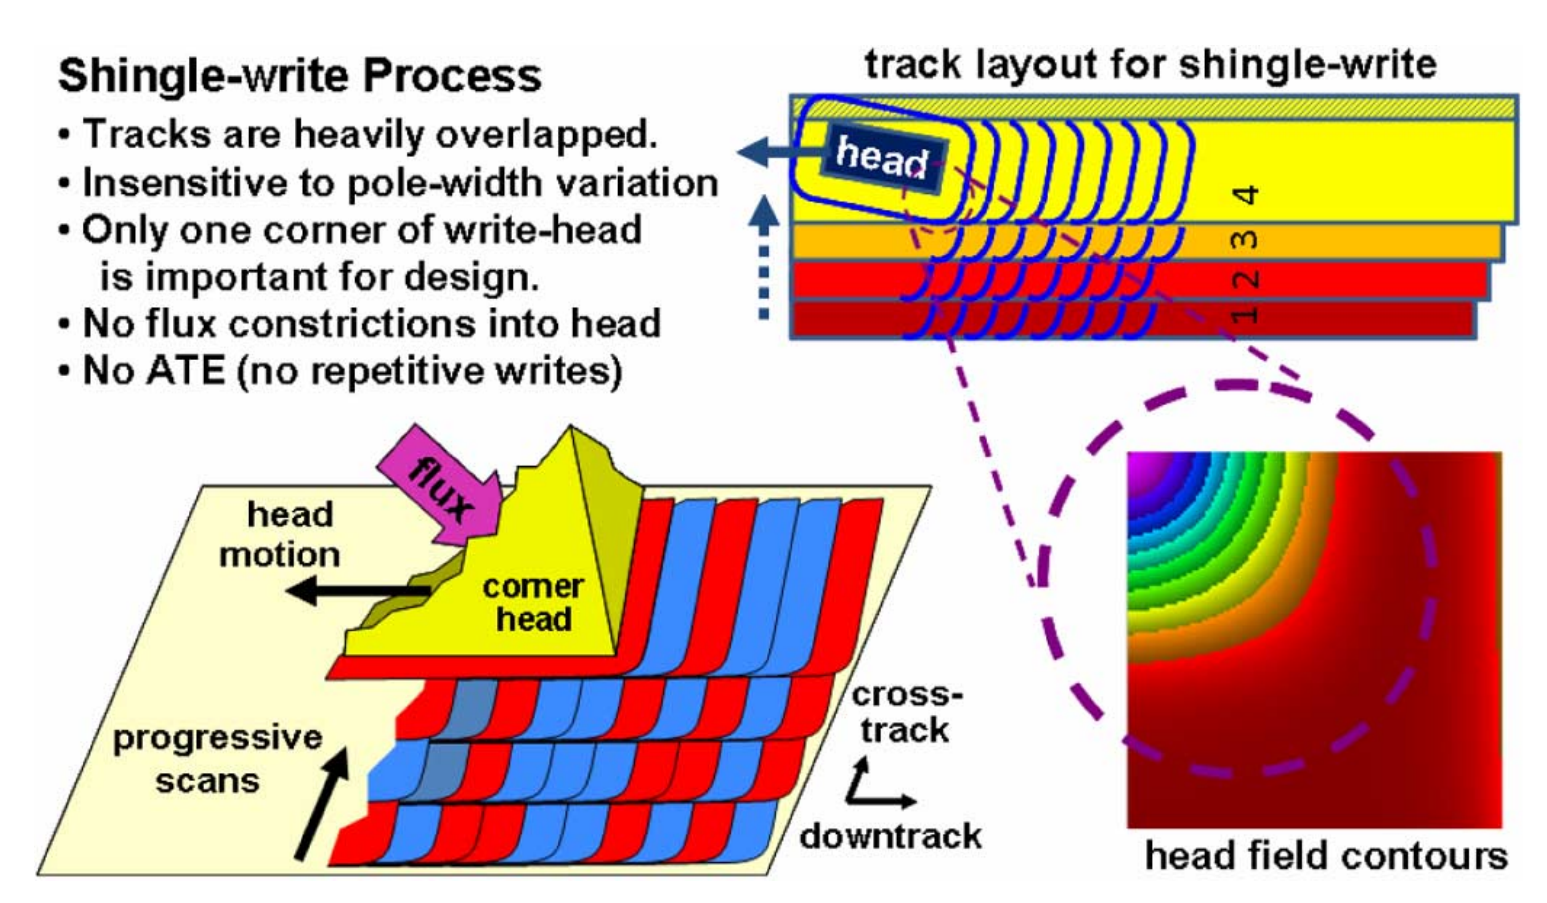 Shingle-write Process
• Tracks are heavily overlapped.
• Insensitive to pole-width variation
• Only one corner of write-head
is important for design.
• No flux constrictions into head
• No ATE (no repetitive writes)
track layout for shingle-write
head
4
3
2
1
flux
head
motion
corner
head
progressive
scans
cross-
track
downtrack
head field contours